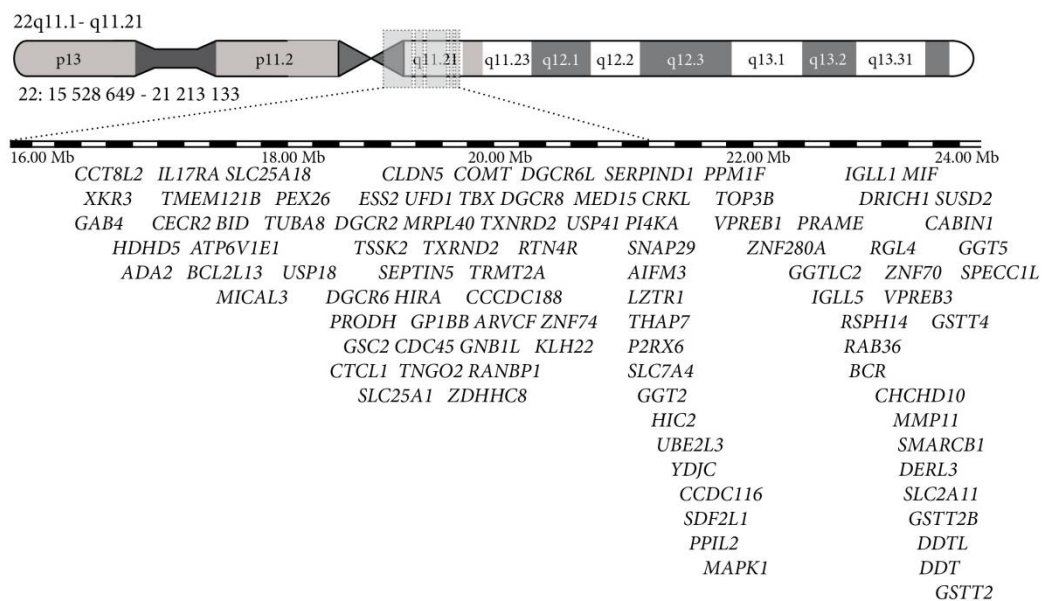 22q11.1- q11.21
p13 p11.2 q11.21 q11.23 q12.1 q12.2 q12.3 q13.1 q13.2 q13.31
22: 15 528 649 - 21 213 133
16.00 Mb 18.00 Mb 20.00 Mb 22.00 Mb 24.00 Mb
CCT8L2 IL17RA SLC25A18 CLDN5 COMT DGCR6L SERPIND1 PPM1F IGLL1 MIF
XKR3 TMEM121B PEX26 ESS2 UFD1 TBX DGCR8 MED15 CRKL TOP3B DRICH1 SUSD2
GAB4 CECR2 BID TUBA8 DGCR2 MRPL40 TXNRD2 USP41 PI4KA VPREB1 PRAME CABIN1
HDHD5 ATP6V1E1 TSSK2 TXRND2 RTN4R SNAP29 ZNF280A RGL4 GGT5
ADA2 BCL2L13 USP18 SEPTIN5 TRMT2A AIFM3 GGTLC2 ZNF70 SPECC1L
MICAL3 DGCR6 HIRA CCCDC188 LZTR1 IGLL5 VPREB3
PRODH GP1BB ARVCF ZNF74 THAP7 RSPH14 GSTT4
GSC2 CDC45 GNB1L KLH22 P2RX6 RAB36
CTCL1 TNGO2 RANBP1 SLC7A4 BCR
SLC25A1 ZDHHC8 GGT2 CHCHD10
HIC2 MMP11
UBE2L3 SMARCB1
YDJC DERL3
CCDC116 SLC2A11
SDF2L1 GSTT2B
PPIL2 DDTL
MAPK1 DDT
GSTT2